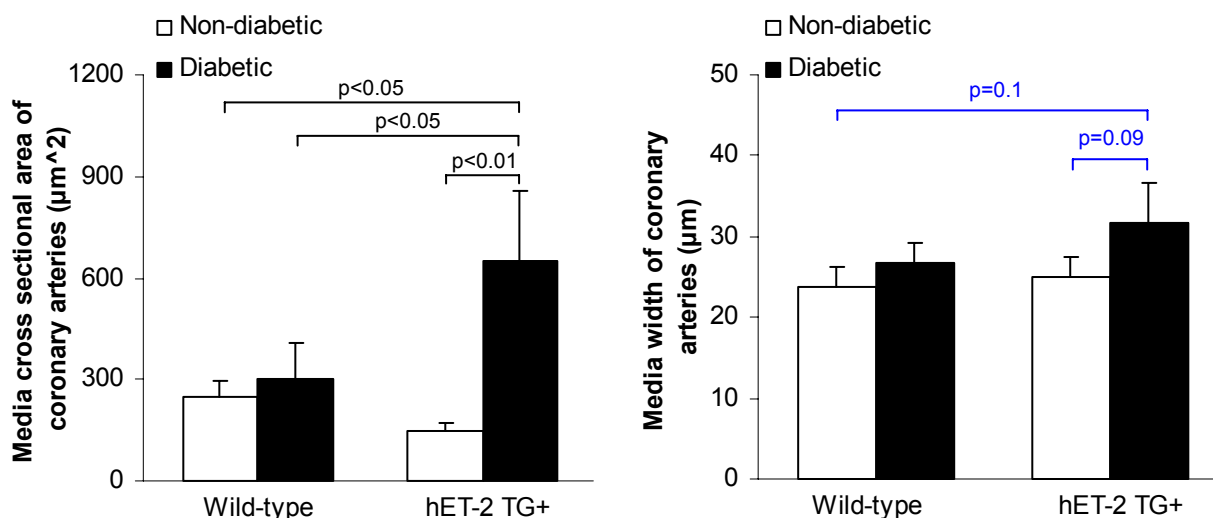 Non-diabetic
Diabetic
Media cross sectional area of
coronary arteries (µm^2)
1200
900
600
300
0
p<0.05
p<0.05
p<0.01
Wild-type
hET-2 TG+
Non-diabetic
Diabetic
Media width of coronary
arteries (µm)
50
40
30
20
10
0
p=0.1
p=0.09
Wild-type
hET-2 TG+